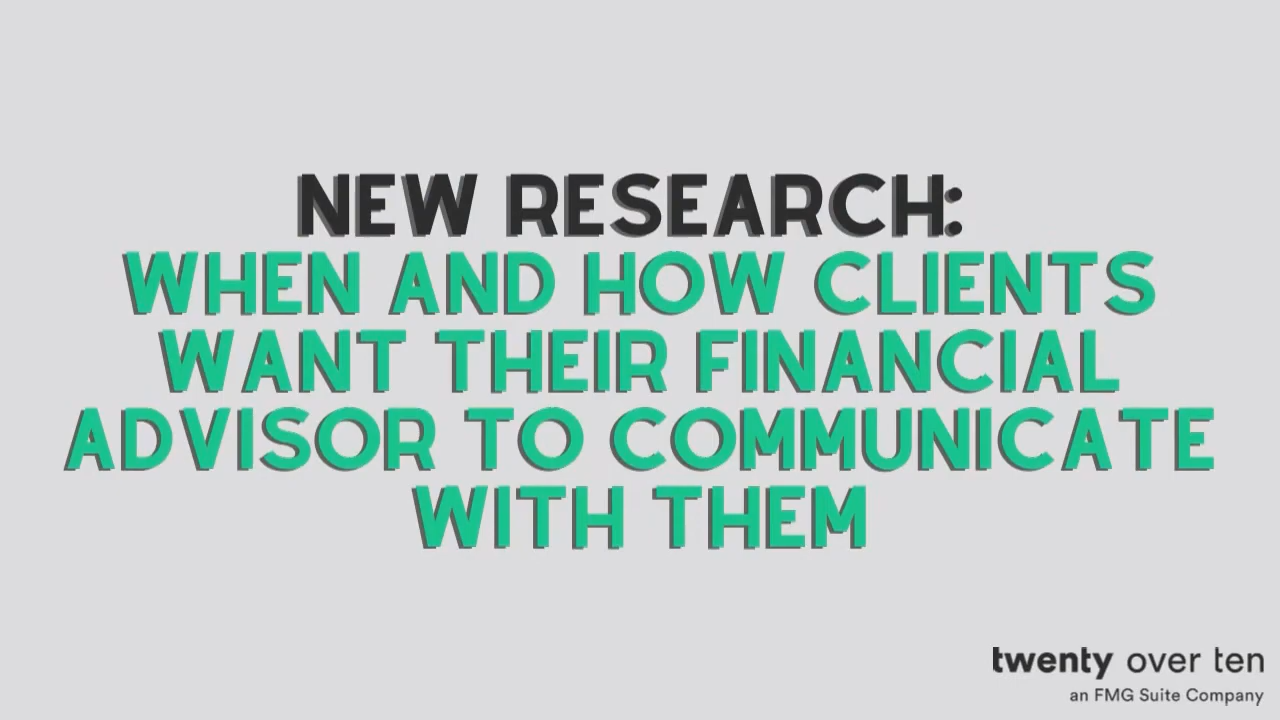 NEW RESEARCH:
WHEN AND HOW CLIENTS
WANT THEIR FINANCIAL
ADVISOR TO COMMUNICATE
WITH THEM
twenty over ten
an FMG Suite Company